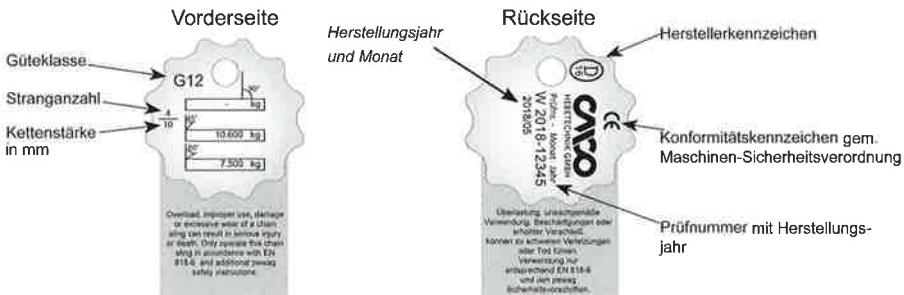 Vorderseite
Güteklasse
Stranganzahl
Kettenstärke
in mm
G12
4
10
- kg
10.600 kg
7.500 kg
Overload, improper use, damage
or excessive wear of a chain
sling can result in serious injury
or death. Only operate this chain
sling in accordance with EN
818-6 and additional pewag
safety instructions.
Rückseite
Herstellungsjahr
und Monat
Herstellerkennzeichen
Konformitätskennzeichen gem.
Maschinen-Sicherheitsverordnung
Prüfnummer mit Herstellungs-
jahr
D
16
CE
HEBETECHNIK GMBH
Prüfnr. - Monat Jahr
W 2018-12345
2018/05
Überlastung, unsachgemäße
Verwendung, Beschädigungen oder
erhöhter Verschleiß
können zu schweren Verletzungen
oder Tod führen.
Verwendung nur
entsprechend EN 818-6
und den pewag
Sicherheitsvorschriften.